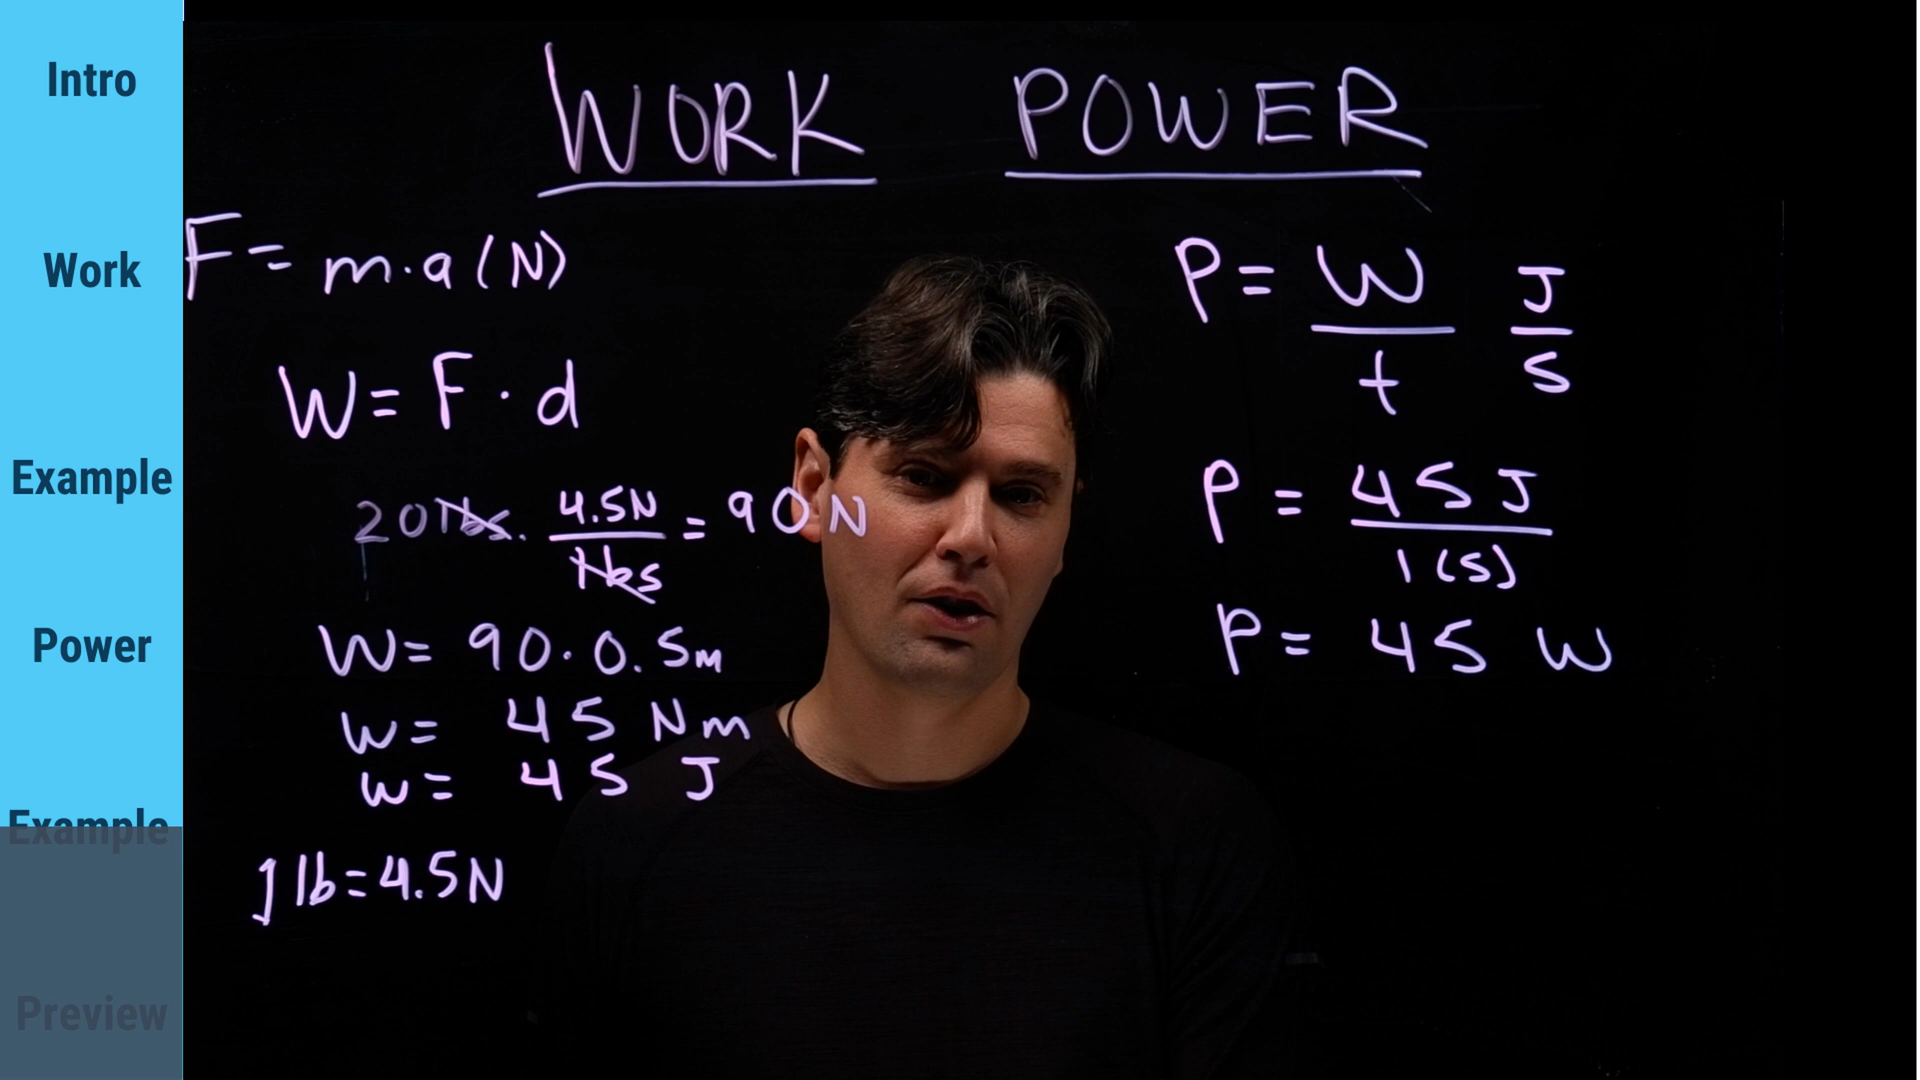 Intro
Work
Example
Power
Example
Preview
WORK POWER
F = m·a (N)
W = F · d
20 lbs. 4.5N / lbs = 90N
W = 90 · 0.5m
W = 45 Nm
W = 45 J
1 lb = 4.5N
P = W / t J / S
P = 45 J / 1 (S)
P = 45 W